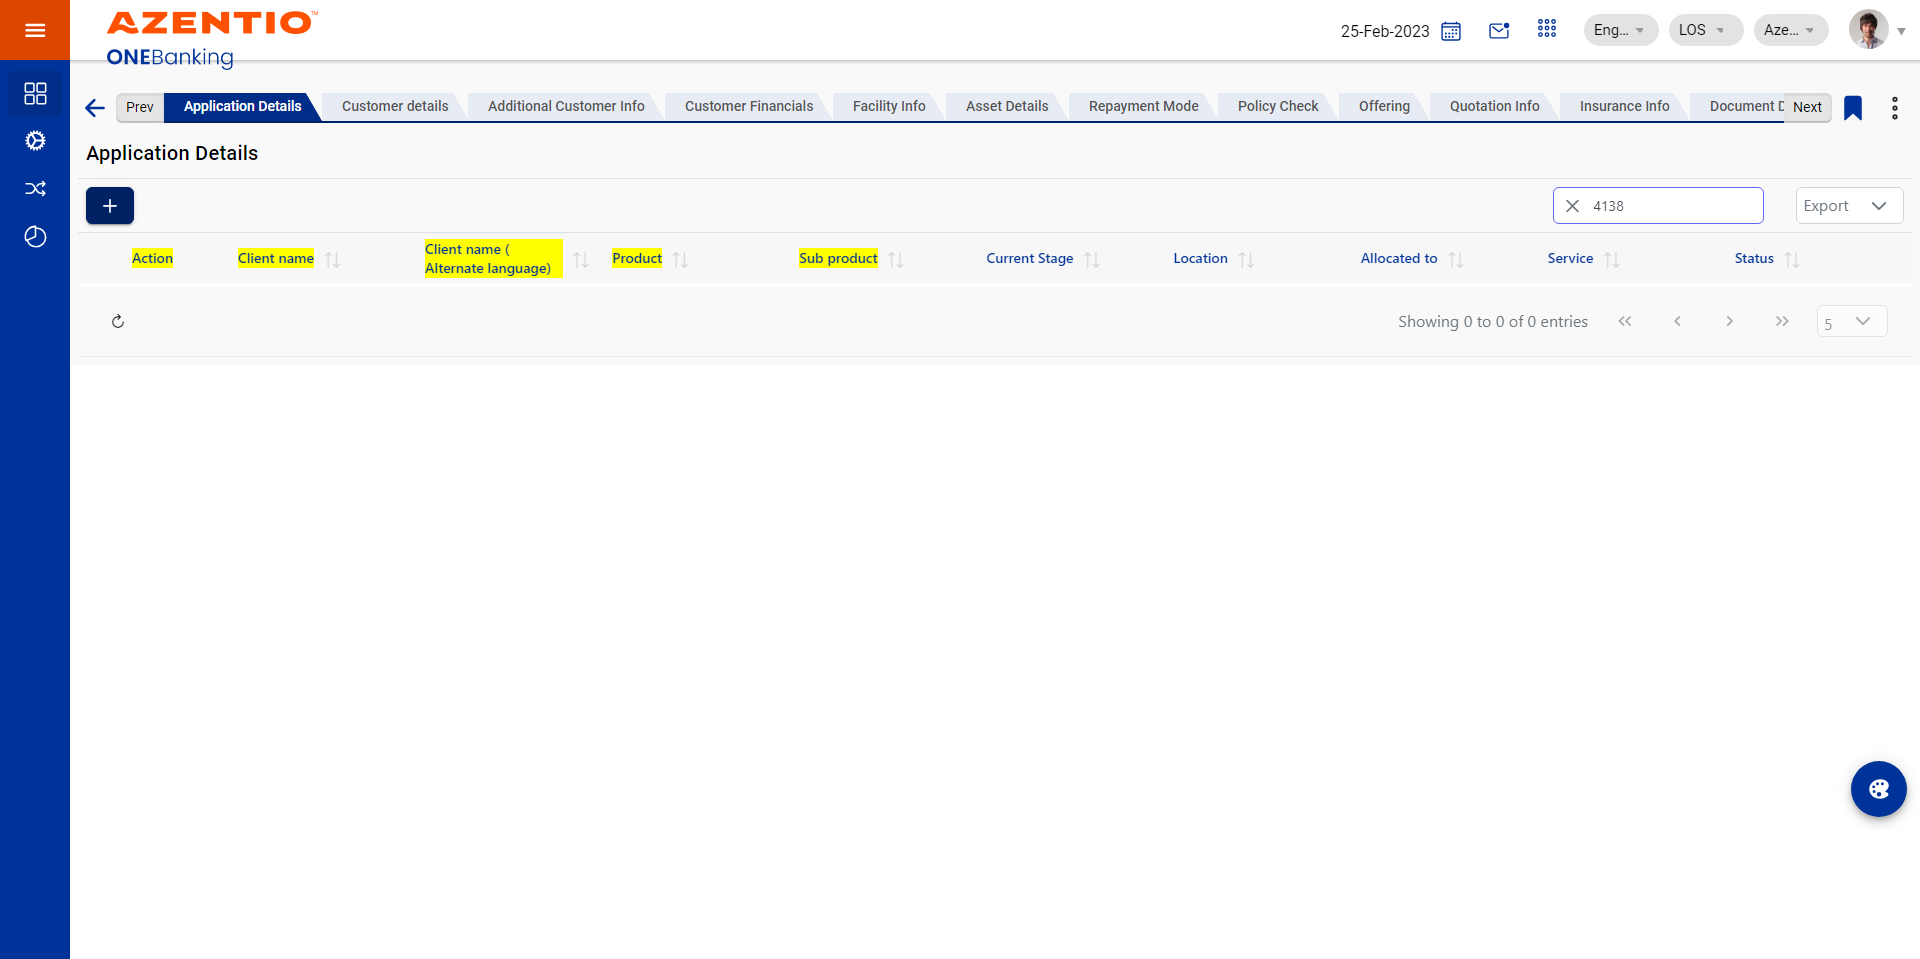 AZENTIO™
ONEBanking
25-Feb-2023
Eng...
LOS
Aze...
Prev
Application Details
Customer details
Additional Customer Info
Customer Financials
Facility Info
Asset Details
Repayment Mode
Policy Check
Offering
Quotation Info
Insurance Info
Document D
Next
Application Details
+
4138
Export
Action
Client name
Client name (
Alternate language)
Product
Sub product
Current Stage
Location
Allocated to
Service
Status
Showing 0 to 0 of 0 entries
5